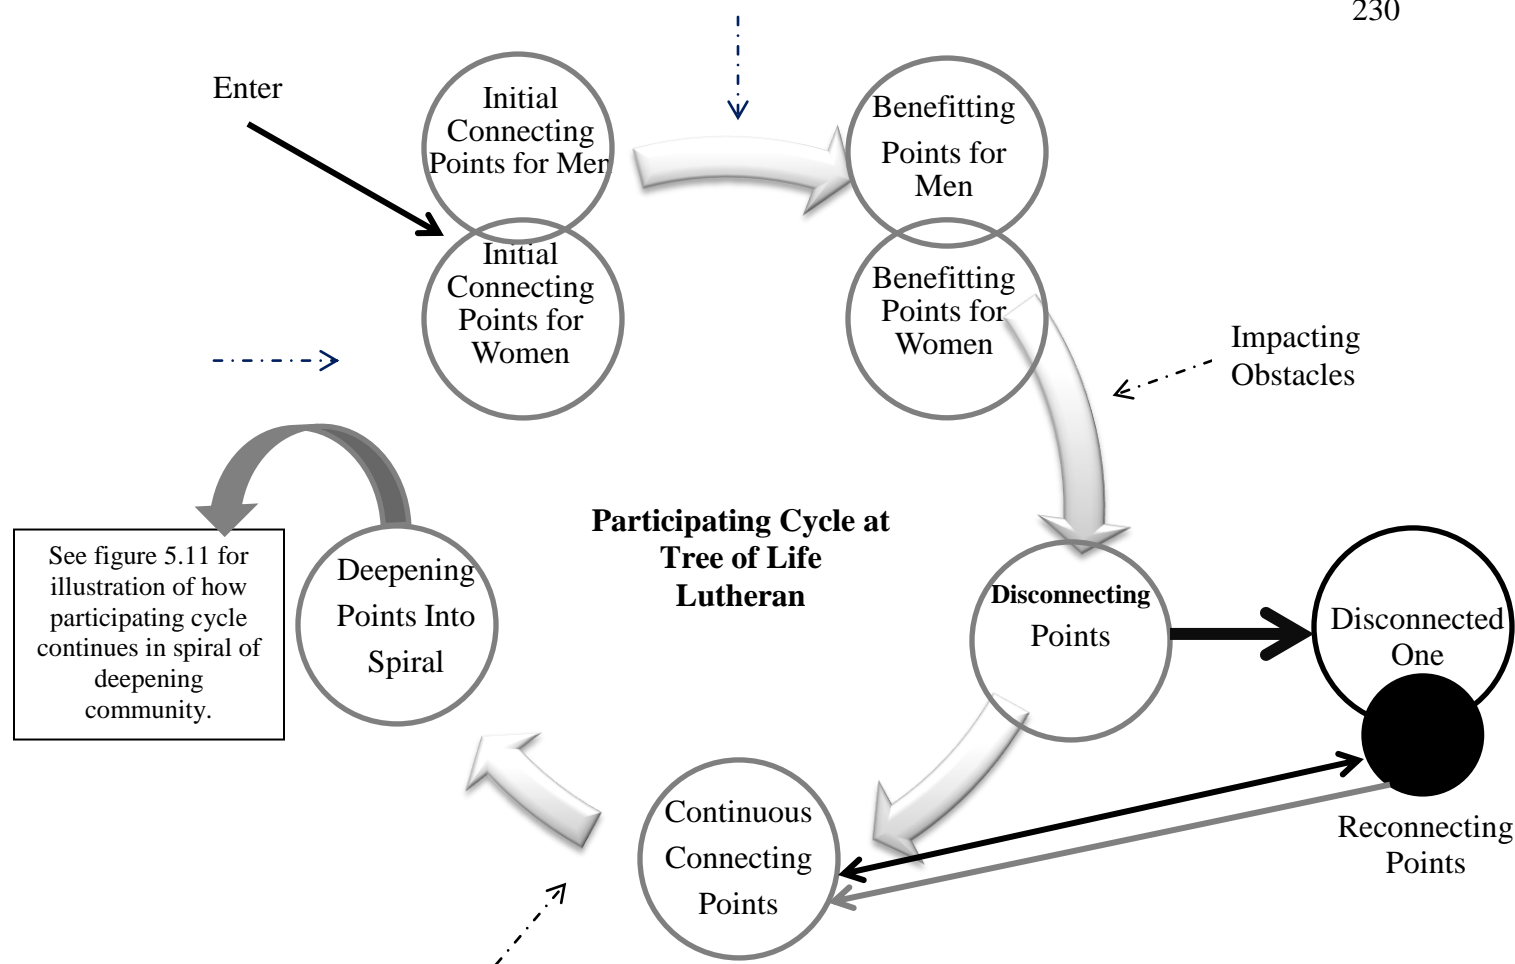 230
Enter
Initial
Connecting
Points for Men
Initial
Connecting
Points for
Women
Benefitting
Points for
Men
Benefitting
Points for
Women
Impacting
Obstacles
Participating Cycle at
Tree of Life
Lutheran
Disconnecting
Points
Disconnected
One
Reconnecting
Points
Continuous
Connecting
Points
Deepening
Points Into
Spiral
See figure 5.11 for
illustration of how
participating cycle
continues in spiral of
deepening
community.